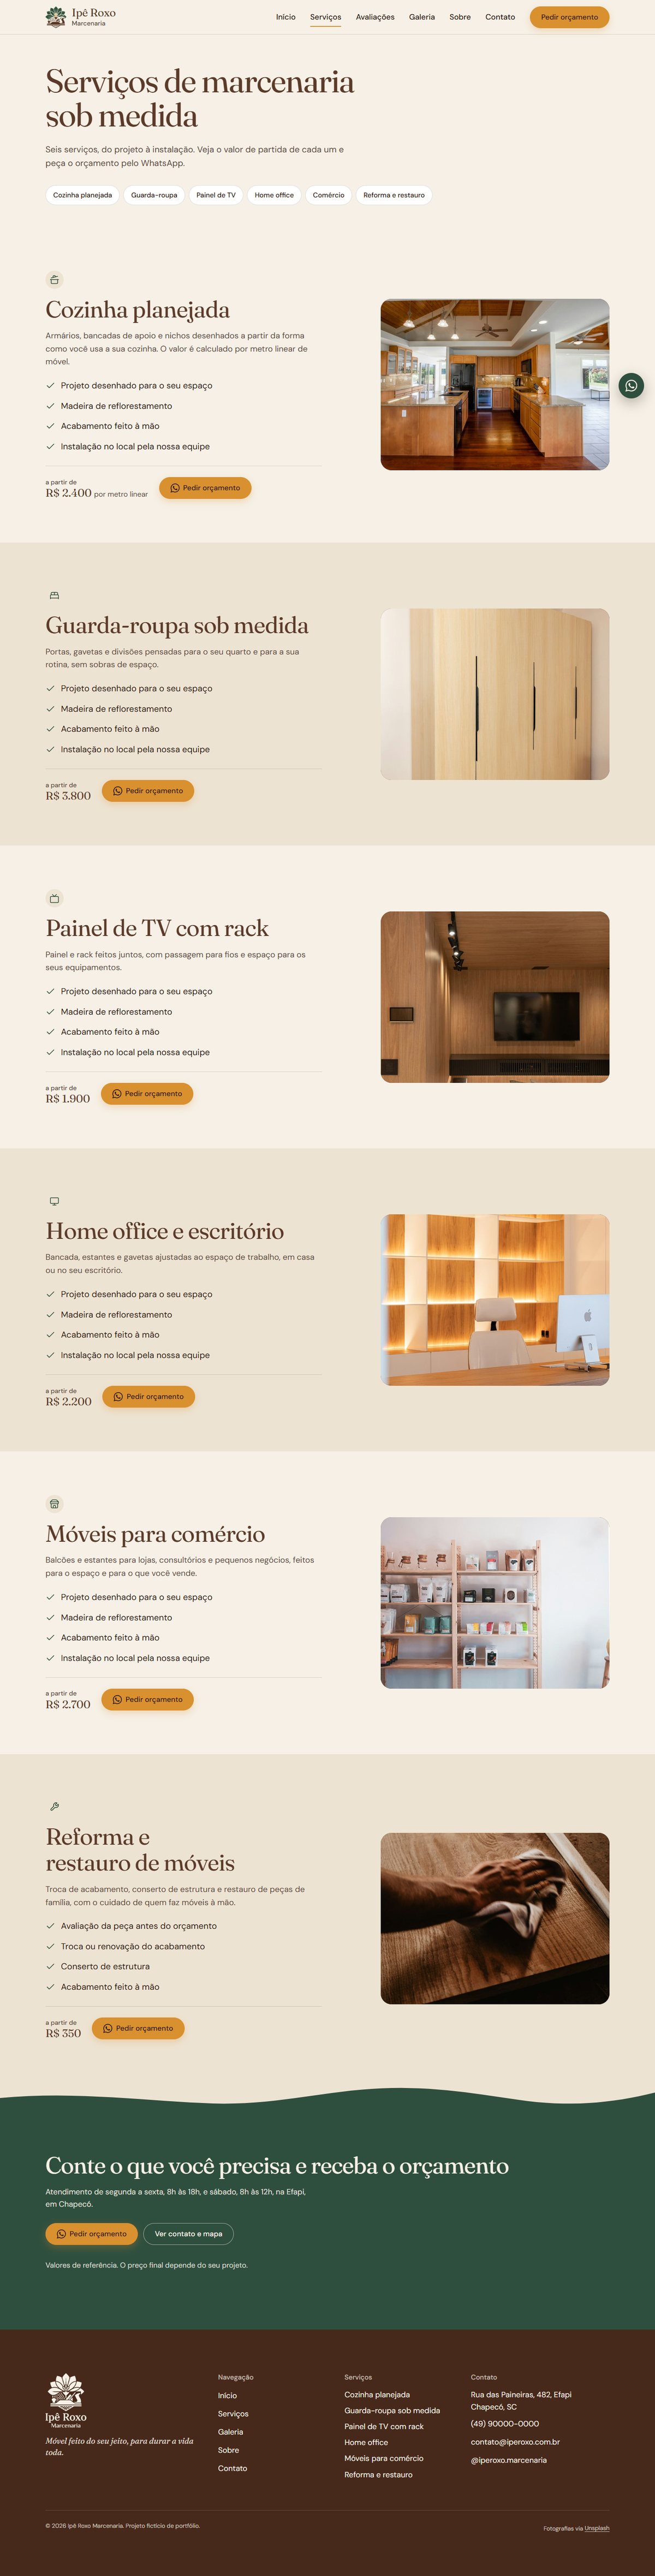 Ipê Roxo
Marcenaria
Início Serviços Avaliações Galeria Sobre Contato Pedir orçamento
Serviços de marcenaria
sob medida
Seis serviços, do projeto à instalação. Veja o valor de partida de cada um e
peça o orçamento pelo WhatsApp.
Cozinha planejada Guarda-roupa Painel de TV Home office Comércio Reforma e restauro
Cozinha planejada
Armários, bancadas de apoio e nichos desenhados a partir da forma
como você usa a sua cozinha. O valor é calculado por metro linear de
móvel.
Projeto desenhado para o seu espaço
Madeira de reflorestamento
Acabamento feito à mão
Instalação no local pela nossa equipe
a partir de
R$ 2.400 por metro linear
Pedir orçamento
Guarda-roupa sob medida
Portas, gavetas e divisões pensadas para o seu quarto e para a sua
rotina, sem sobras de espaço.
Projeto desenhado para o seu espaço
Madeira de reflorestamento
Acabamento feito à mão
Instalação no local pela nossa equipe
a partir de
R$ 3.800
Pedir orçamento
Painel de TV com rack
Painel e rack feitos juntos, com passagem para fios e espaço para os
seus equipamentos.
Projeto desenhado para o seu espaço
Madeira de reflorestamento
Acabamento feito à mão
Instalação no local pela nossa equipe
a partir de
R$ 1.900
Pedir orçamento
Home office e escritório
Bancada, estantes e gavetas ajustadas ao espaço de trabalho, em casa
ou no seu escritório.
Projeto desenhado para o seu espaço
Madeira de reflorestamento
Acabamento feito à mão
Instalação no local pela nossa equipe
a partir de
R$ 2.200
Pedir orçamento
Móveis para comércio
Balcões e estantes para lojas, consultórios e pequenos negócios, feitos
para o espaço e para o que você vende.
Projeto desenhado para o seu espaço
Madeira de reflorestamento
Acabamento feito à mão
Instalação no local pela nossa equipe
a partir de
R$ 2.700
Pedir orçamento
Reforma e
restauro de móveis
Troca de acabamento, conserto de estrutura e restauro de peças de
família, com o cuidado de quem faz móveis à mão.
Avaliação da peça antes do orçamento
Troca ou renovação do acabamento
Conserto de estrutura
Acabamento feito à mão
a partir de
R$ 350
Pedir orçamento
Conte o que você precisa e receba o orçamento
Atendimento de segunda a sexta, 8h às 18h, e sábado, 8h às 12h, na Efapi,
em Chapecó.
Pedir orçamento Ver contato e mapa
Valores de referência. O preço final depende do seu projeto.
Ipê Roxo
Marcenaria
Móvel feito do seu jeito, para durar a vida
toda.
Navegação
Início
Serviços
Galeria
Sobre
Contato
Serviços
Cozinha planejada
Guarda-roupa sob medida
Painel de TV com rack
Home office
Móveis para comércio
Reforma e restauro
Contato
Rua das Paineiras, 482, Efapi
Chapecó, SC
(49) 90000-0000
contato@iperoxo.com.br
@iperoxo.marcenaria
© 2026 Ipê Roxo Marcenaria. Projeto fictício de portfólio.
Fotografias via Unsplash